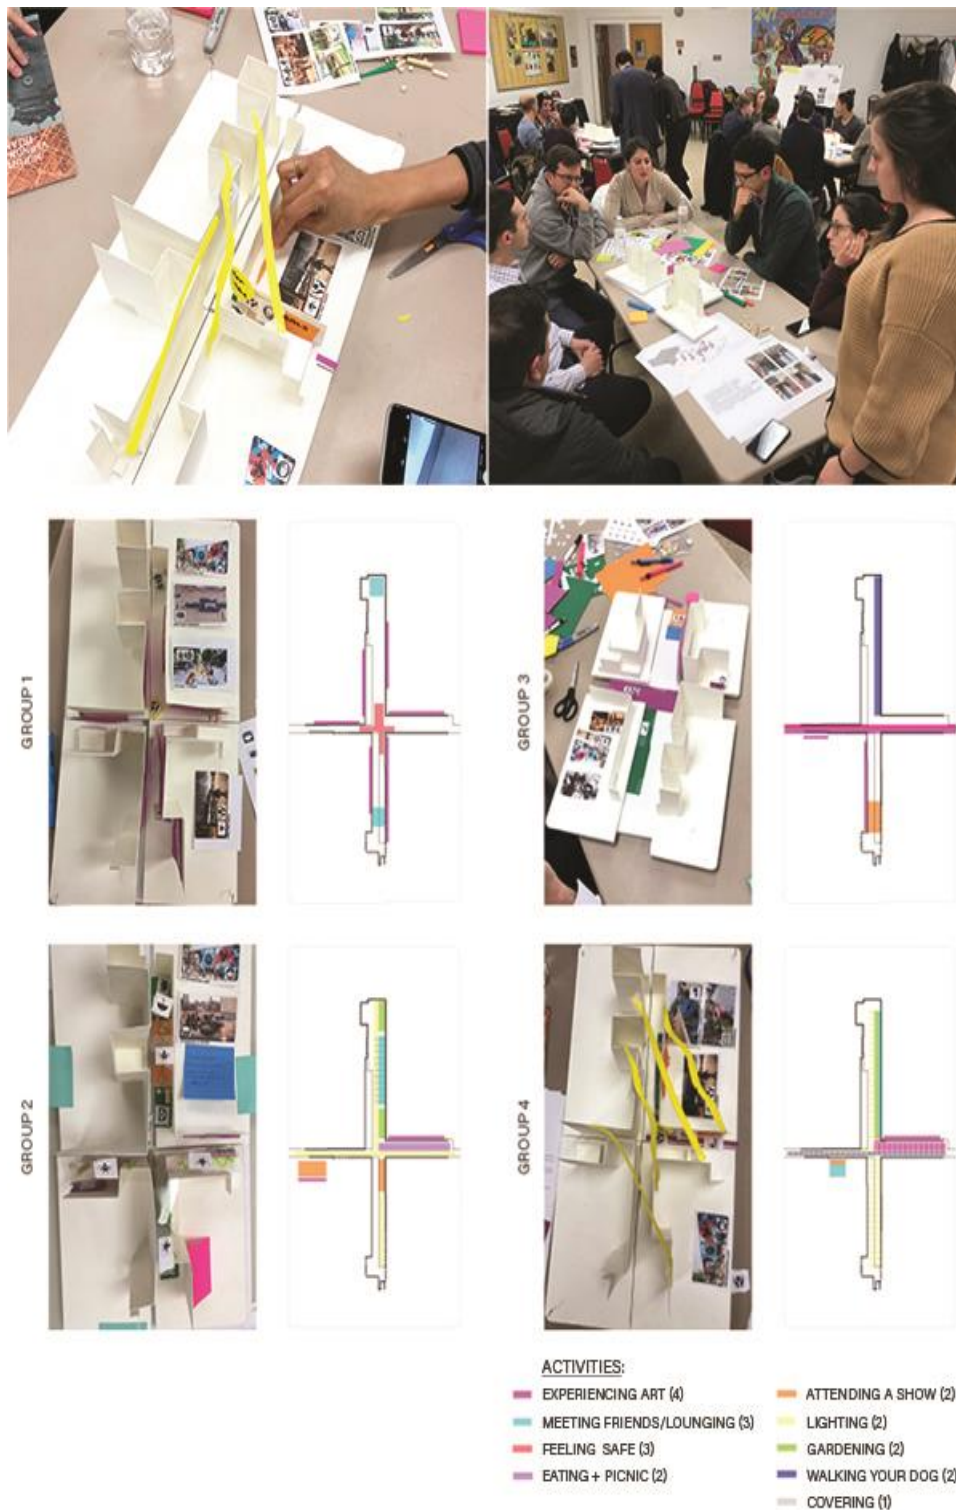 GROUP 1
GROUP 3
GROUP 2
GROUP 4
ACTIVITIES:
EXPERIENCING ART (4)
MEETING FRIENDS/LOUNGING (3)
FEELING SAFE (3)
EATING + PICNIC (2)
ATTENDING A SHOW (2)
LIGHTING (2)
GARDENING (2)
WALKING YOUR DOG (2)
COVERING (1)